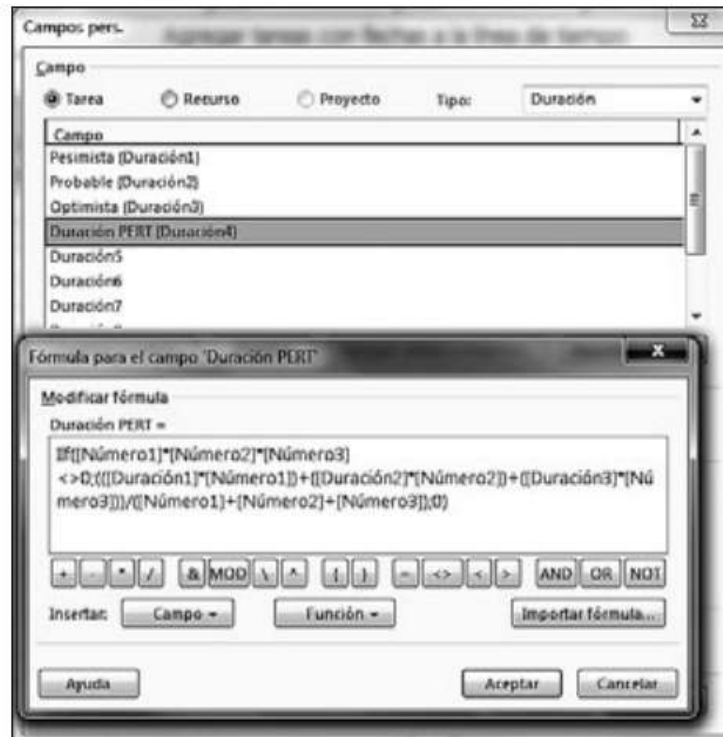 Campos pers.
Agregar tareas con fechas a la línea de tiempo
Campo
Tarea Recurso Proyecto Tipo: Duración
Campo
Pesimista (Duración1)
Probable (Duración2)
Optimista (Duración3)
Duración PERT (Duración4)
Duración5
Duración6
Duración7
Fórmula para el campo 'Duración PERT'
Modificar fórmula
Duración PERT =
IIf([Número1]*[Número2]*[Número3]
<>0;(([Duración1]*[Número1])+([Duración2]*[Número2])+([Duración3]*[Nú
mero3]))/([Número1]+[Número2]+[Número3]);0)
+ - * / & MOD \ ^ ( ) = <> < > AND OR NOT
Insertar: Campo Función Importar fórmula...
Ayuda Aceptar Cancelar